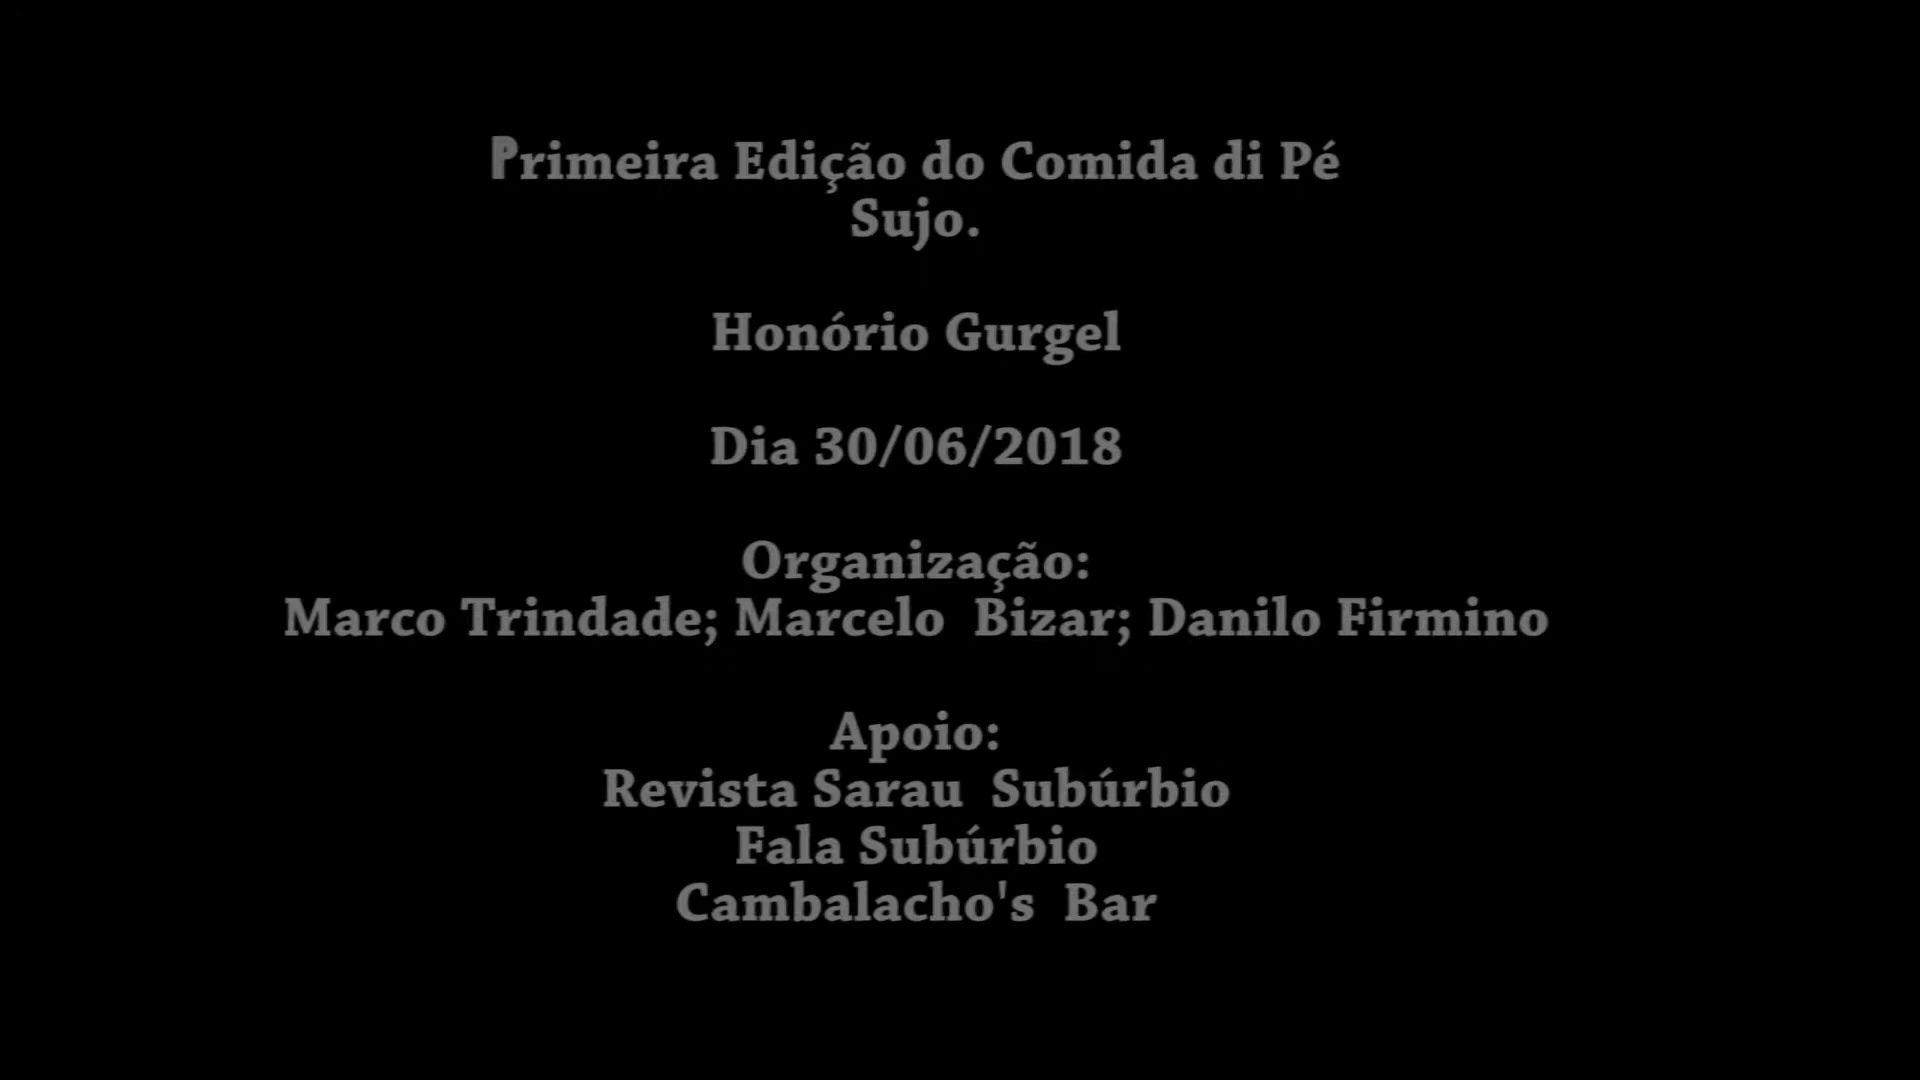 Primeira Edição do Comida di Pé
Sujo.
Honório Gurgel
Dia 30/06/2018
Organização:
Marco Trindade; Marcelo  Bizar; Danilo Firmino
Apoio:
Revista Sarau  Subúrbio
Fala Subúrbio
Cambalacho's  Bar